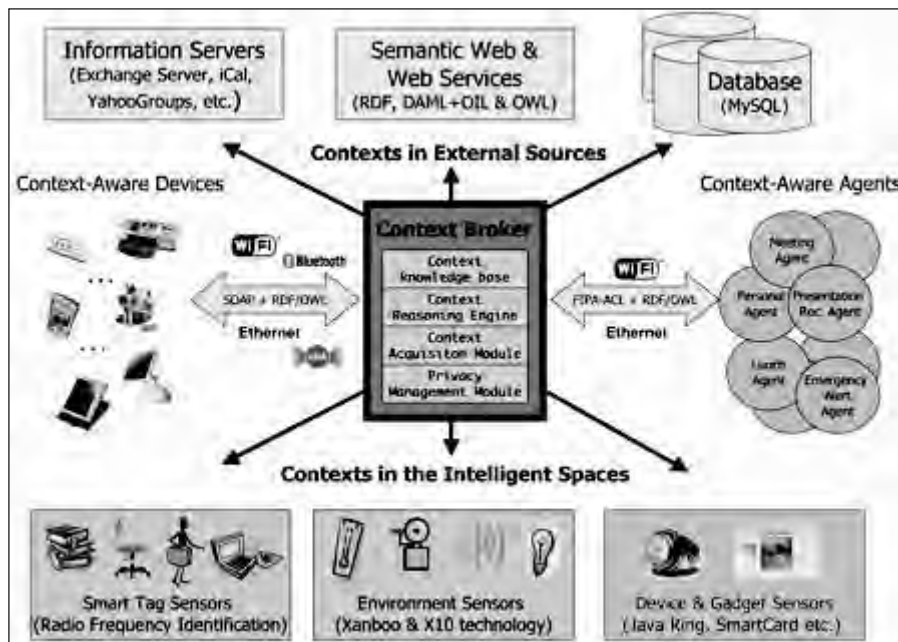 Information Servers
(Exchange Server, iCal,
YahooGroups, etc.)
Semantic Web &
Web Services
(RDF, DAML+OIL & OWL)
Database
(MySQL)
Contexts in External Sources
Context-Aware Devices
Context-Aware Agents
Context Broker
Context
knowledge base
Context
Reasoning Engine
Context
Acquisiton Module
Privacy
Management Module
WiFi
Bluetooth
SOAP + RDF/OWL
Ethernet
WiFi
FIPA-ACL + RDF/OWL
Ethernet
Meeting
Agent
Personal
Agent
Presentation
Agent
Agent
Emergency
Alert
Agent
Contexts in the Intelligent Spaces
Smart Tag Sensors
(Radio Frequency Identification)
Environment Sensors
(Xanboo & X10 technology)
Device & Gadget Sensors
(Java Ring, SmartCard etc.)